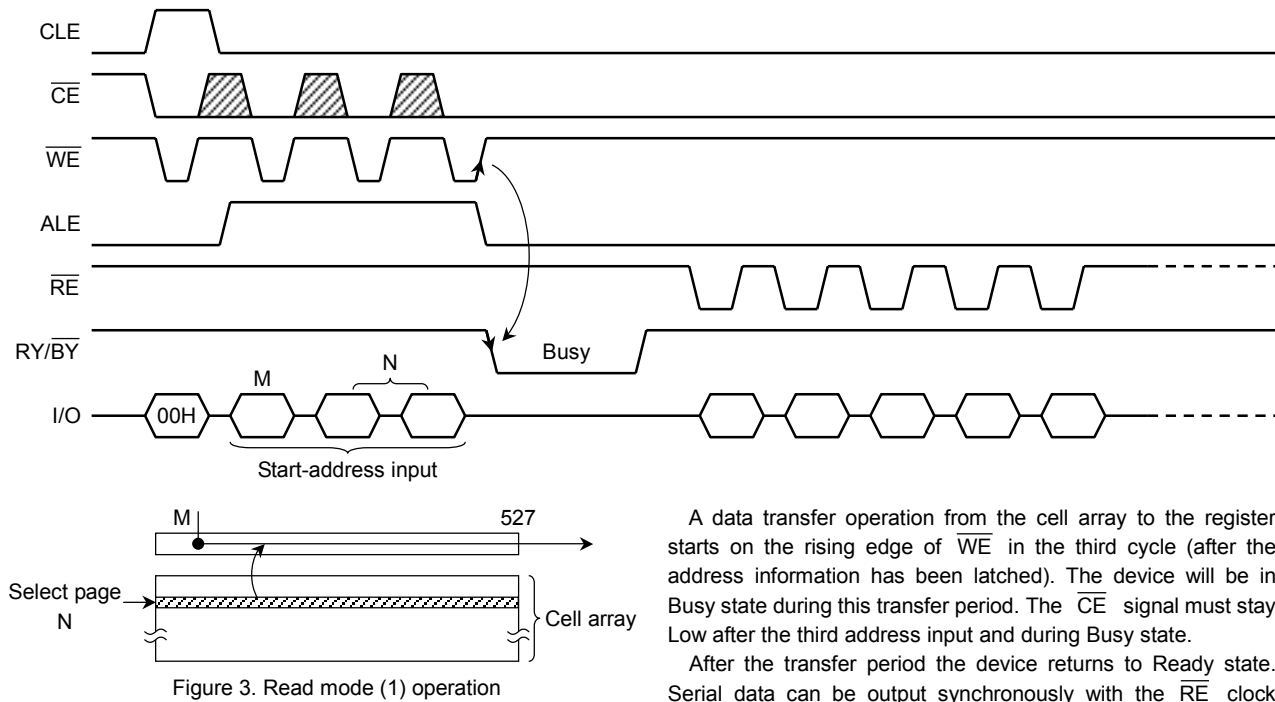 CLE
CE
WE
ALE
RE
RY/BY
Busy
M
N
I/O
00H
Start-address input
M
527
Select page
N
Cell array
Figure 3. Read mode (1) operation
A data transfer operation from the cell array to the register
starts on the rising edge of WE in the third cycle (after the
address information has been latched). The device will be in
Busy state during this transfer period. The CE signal must stay
Low after the third address input and during Busy state.
After the transfer period the device returns to Ready state.
Serial data can be output synchronously with the RE clock